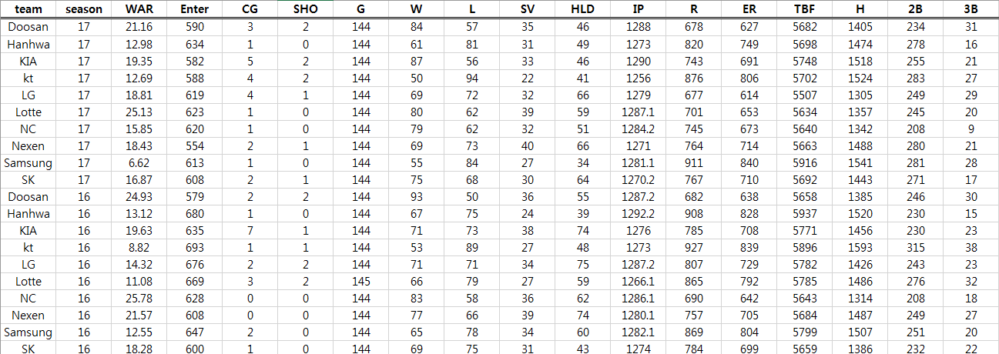 team season WAR Enter CG SHO G W L SV HLD IP R ER TBF H 2B 3B
Doosan 17 21.16 590 3 2 144 84 57 35 46 1288 678 627 5682 1405 234 31
Hanhwa 17 12.98 634 1 0 144 61 81 31 49 1273 820 749 5698 1474 278 16
KIA 17 19.35 582 5 2 144 87 56 33 45 1290 743 691 5748 1518 255 21
kt 17 12.69 588 4 2 144 50 94 22 41 1256 876 806 5702 1524 283 27
LG 17 18.81 619 4 1 144 69 72 32 66 1279 677 614 5507 1305 249 29
Lotte 17 25.13 623 1 0 144 80 62 39 59 1287.1 701 653 5634 1357 245 20
NC 17 15.85 620 1 0 144 79 62 32 51 1284.2 745 673 5640 1342 208 9
Nexen 17 18.43 554 2 1 144 69 73 40 66 1271 764 714 5663 1488 280 21
Samsung 17 6.62 613 1 0 144 55 84 27 34 1281.1 911 840 5916 1541 281 28
SK 17 16.87 608 2 1 144 75 68 30 64 1270.2 767 710 5692 1443 271 17
Doosan 16 24.93 579 2 2 144 93 50 36 55 1287.2 682 638 5658 1385 246 30
Hanhwa 16 13.12 680 1 0 144 67 75 24 39 1292.2 908 828 5937 1520 230 15
KIA 16 19.63 635 7 1 144 71 73 38 74 1276 785 708 5771 1456 230 23
kt 16 8.82 693 1 1 144 53 89 27 48 1273 927 839 5896 1593 315 38
LG 16 14.32 676 2 2 144 71 71 34 75 1287.2 807 729 5782 1426 243 23
Lotte 16 11.08 669 3 2 145 66 79 27 59 1266.1 865 792 5785 1486 276 32
NC 16 25.78 628 0 0 144 83 58 36 62 1286.1 690 642 5643 1314 208 18
Nexen 16 21.57 608 0 0 144 77 66 39 74 1280.1 757 705 5684 1487 249 27
Samsung 16 12.55 647 2 0 144 65 78 34 60 1282.1 869 804 5799 1507 251 20
SK 16 18.28 600 1 0 144 69 75 31 43 1274 784 699 5659 1386 232 22